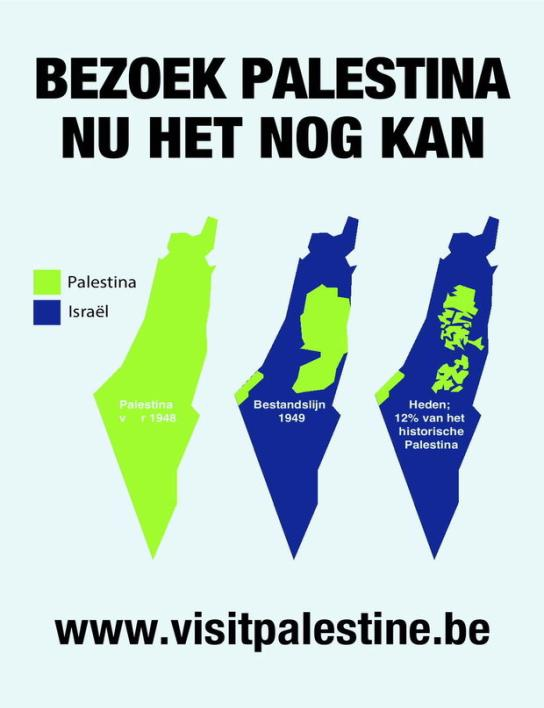 BEZOEK PALESTINA
NU HET NOG KAN
Palestina
Israël
Palestina
v r 1948
Bestandslijn
1949
Heden;
12% van het
historische
Palestina
www.visitpalestine.be